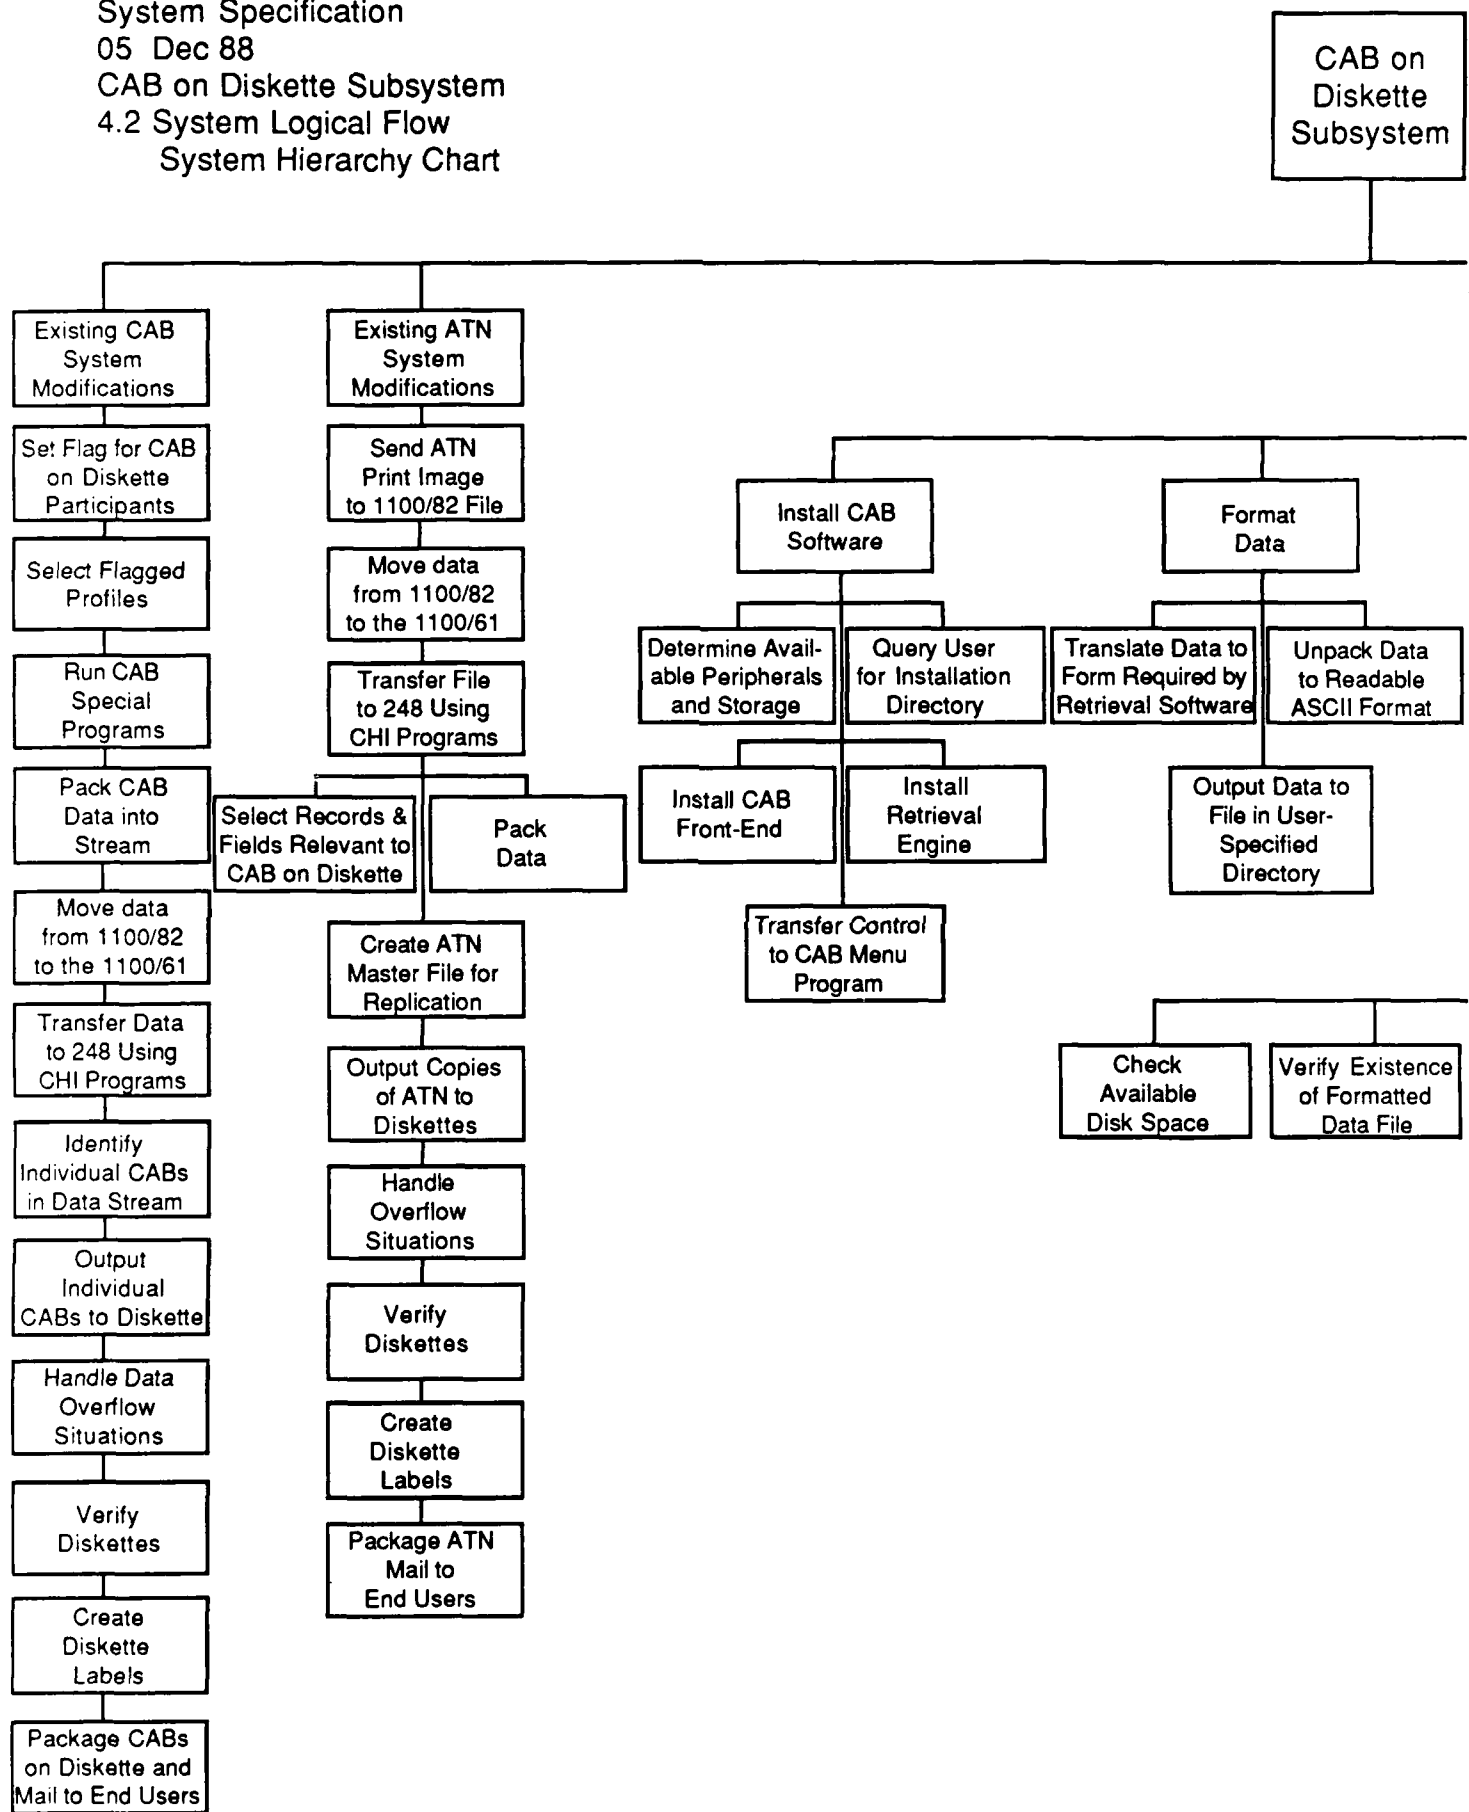 System Specification
05 Dec 88
CAB on Diskette Subsystem
4.2 System Logical Flow
System Hierarchy Chart
CAB on
Diskette
Subsystem
Existing CAB
System
Modifications
Set Flag for CAB
on Diskette
Participants
Select Flagged
Profiles
Run CAB
Special
Programs
Pack CAB
Data into
Stream
Move data
from 1100/82
to the 1100/61
Transfer Data
to 248 Using
CHI Programs
Identify
Individual CABs
in Data Stream
Output
Individual
CABs to Diskette
Handle Data
Overflow
Situations
Verify
Diskettes
Create
Diskette
Labels
Package CABs
on Diskette and
Mail to End Users
Existing ATN
System
Modifications
Send ATN
Print Image
to 1100/82 File
Move data
from 1100/82
to the 1100/61
Transfer File
to 248 Using
CHI Programs
Select Records &
Fields Relevant to
CAB on Diskette
Pack
Data
Create ATN
Master File for
Replication
Output Copies
of ATN to
Diskettes
Handle
Overflow
Situations
Verify
Diskettes
Create
Diskette
Labels
Package ATN
Mail to
End Users
Install CAB
Software
Determine Avail-
able Peripherals
and Storage
Query User
for Installation
Directory
Install CAB
Front-End
Install
Retrieval
Engine
Transfer Control
to CAB Menu
Program
Format
Data
Translate Data to
Form Required by
Retrieval Software
Unpack Data
to Readable
ASCII Format
Output Data to
File in User-
Specified
Directory
Check
Available
Disk Space
Verify Existence
of Formatted
Data File